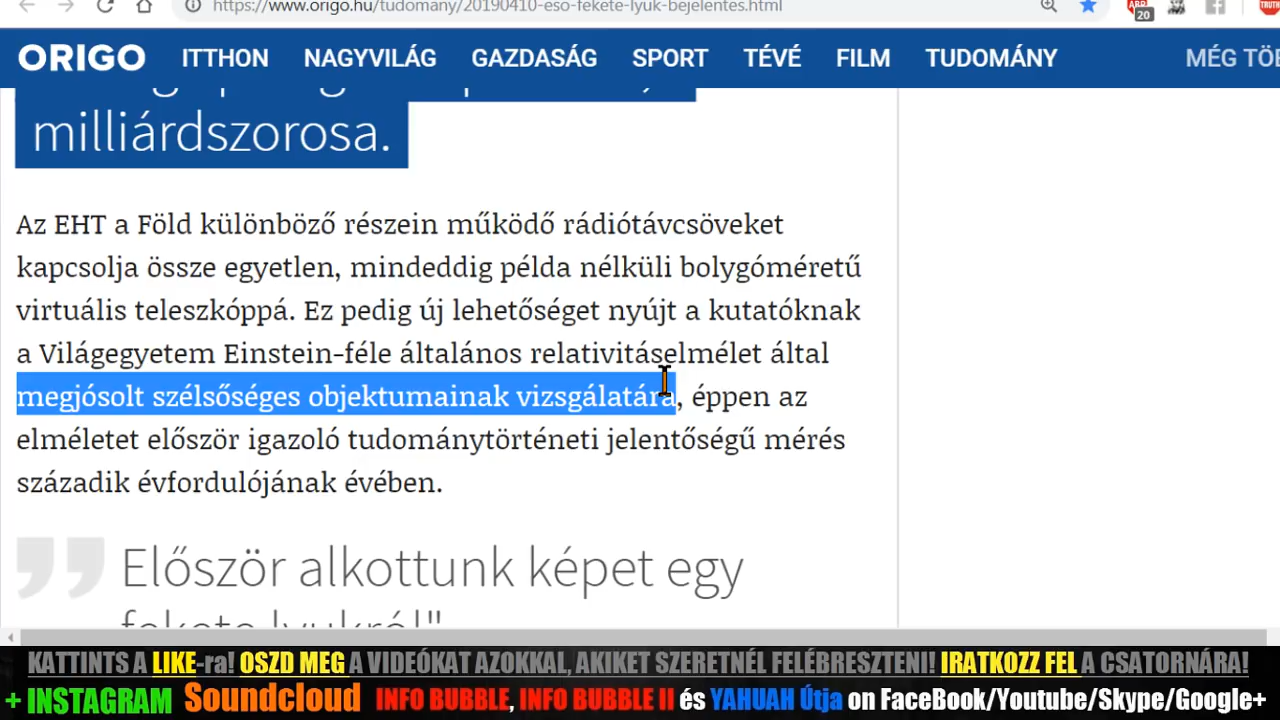 https://www.origo.hu/tudomany/20190410-eso-fekete-lyuk-bejelentes.html
20
ORIGO ITTHON NAGYVILÁG GAZDASÁG SPORT TÉVÉ FILM TUDOMÁNY MÉG TÖB
milliárdszorosa.
Az EHT a Föld különböző részein működő rádiótávcsöveket
kapcsolja össze egyetlen, mindeddig példa nélküli bolygóméretű
virtuális teleszkóppá. Ez pedig új lehetőséget nyújt a kutatóknak
a Világegyetem Einstein-féle általános relativitáselmélet által
megjósolt szélsőséges objektumainak vizsgálatára, éppen az
elméletet először igazoló tudománytörténeti jelentőségű mérés
századik évfordulójának évében.
Először alkottunk képet egy
fekete lyukról"
KATTINTS A LIKE-ra! OSZD MEG A VIDEÓKAT AZOKKAL, AKIKET SZERETNÉL FELÉBRESZTENI! IRATKOZZ FEL A CSATORNÁRA!
+ INSTAGRAM Soundcloud INFO BUBBLE, INFO BUBBLE II és YAHUAH Útja on FaceBook/Youtube/Skype/Google+